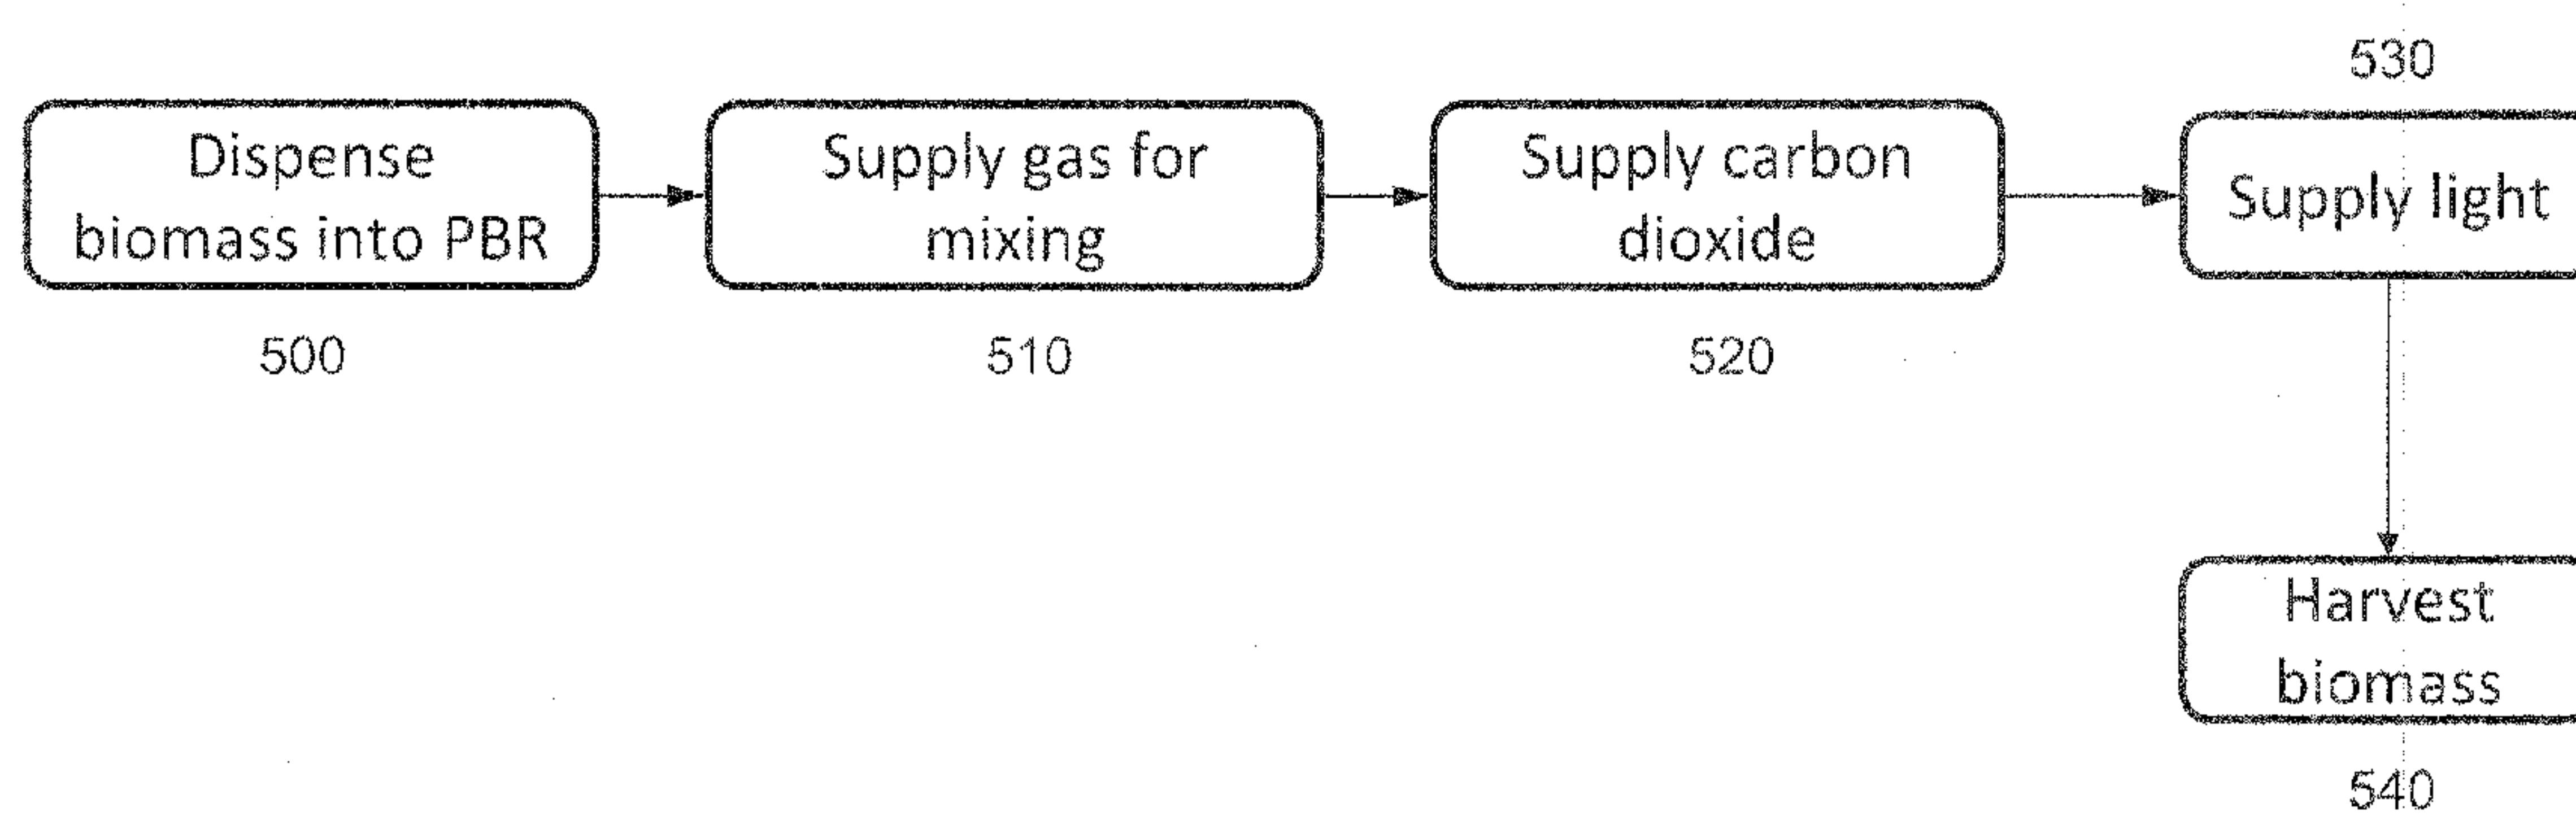 530
Dispense
biomass into PBR
Supply gas for
mixing
Supply carbon
dioxide
Supply light
500
510
520
Harvest
biomass
540